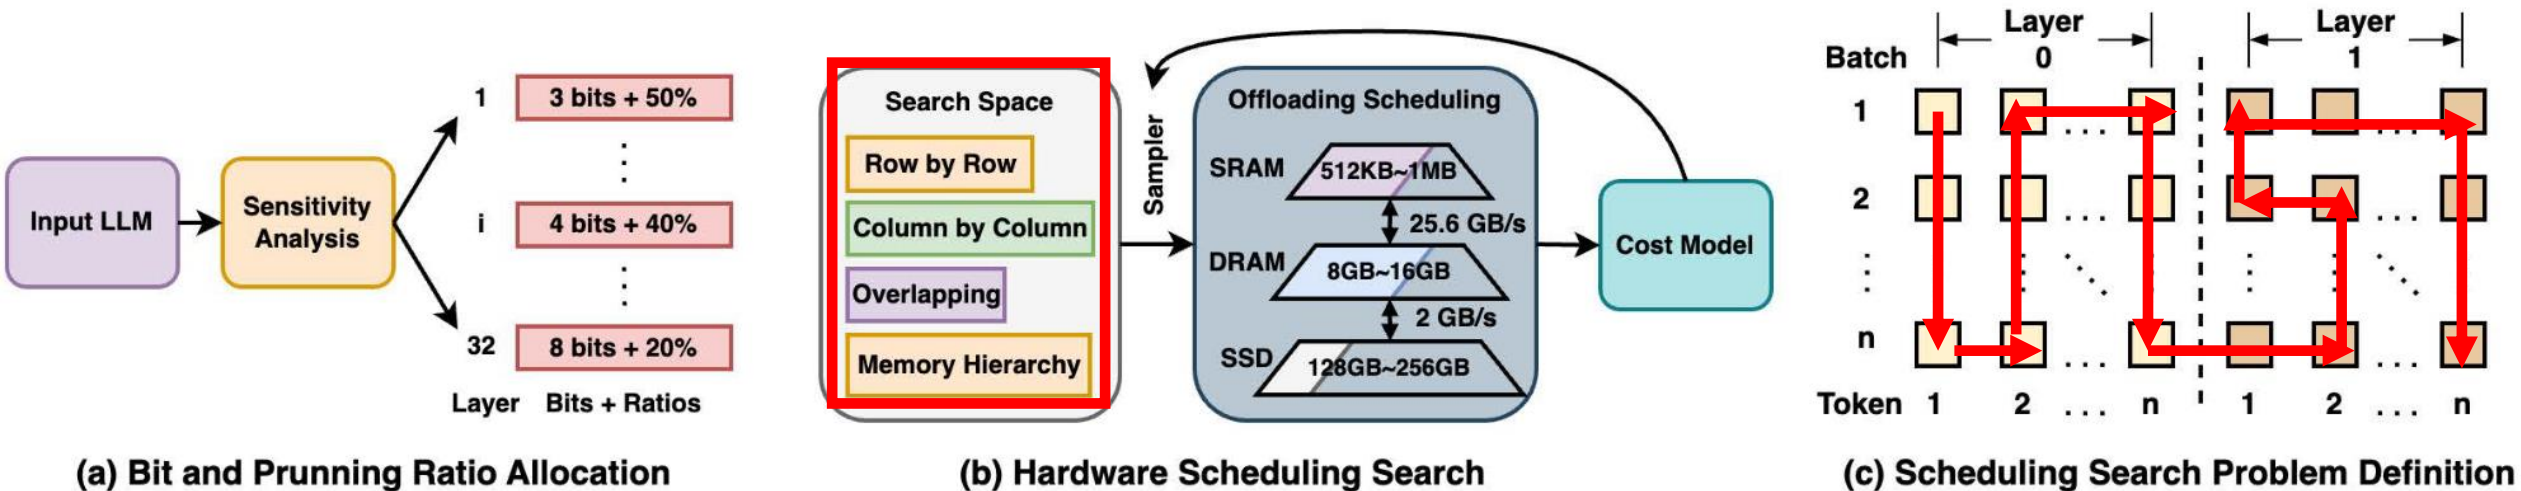 Input LLM
Sensitivity
Analysis
1
3 bits + 50%
i
4 bits + 40%
32
8 bits + 20%
Layer
Bits + Ratios
(a) Bit and Prunning Ratio Allocation
Search Space
Row by Row
Column by Column
Overlapping
Memory Hierarchy
Sampler
Offloading Scheduling
SRAM
512KB~1MB
25.6 GB/s
DRAM
8GB~16GB
2 GB/s
SSD
128GB~256GB
Cost Model
(b) Hardware Scheduling Search
Layer
0
Layer
1
Batch
1
2
n
Token 1 2 ... n 1 2 ... n
(c) Scheduling Search Problem Definition